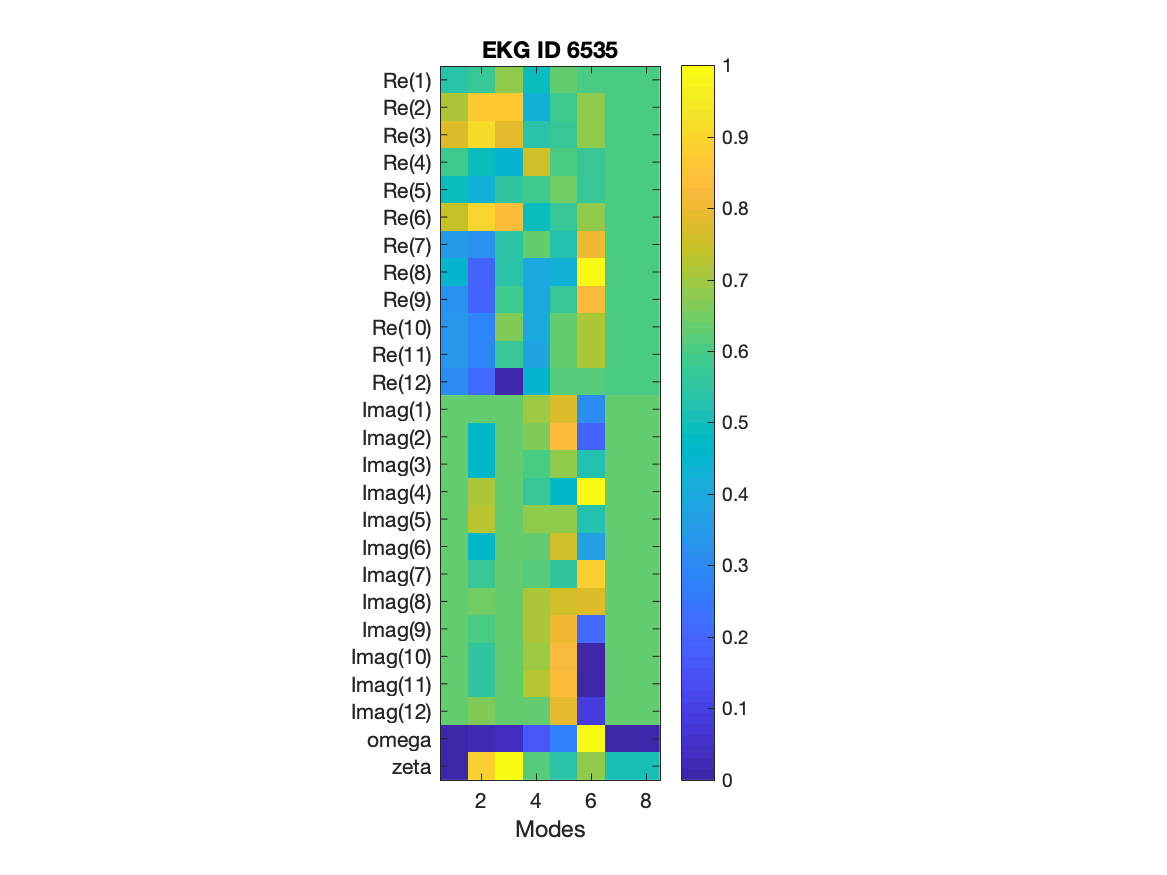 EKG ID 6535
Re(1)
Re(2)
Re(3)
Re(4)
Re(5)
Re(6)
Re(7)
Re(8)
Re(9)
Re(10)
Re(11)
Re(12)
Imag(1)
Imag(2)
Imag(3)
Imag(4)
Imag(5)
Imag(6)
Imag(7)
Imag(8)
Imag(9)
Imag(10)
Imag(11)
Imag(12)
omega
zeta
2 4 6 8
Modes
1
0.9
0.8
0.7
0.6
0.5
0.4
0.3
0.2
0.1
0